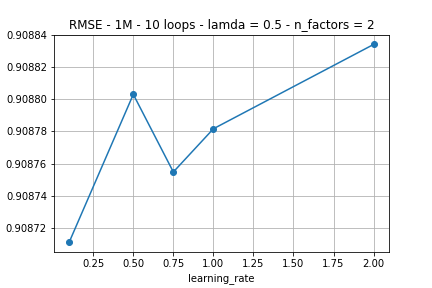 RMSE - 1M - 10 loops - lamda = 0.5 - n_factors = 2
0.90884
0.90882
0.90880
0.90878
0.90876
0.90874
0.90872
0.25 0.50 0.75 1.00 1.25 1.50 1.75 2.00
learning_rate